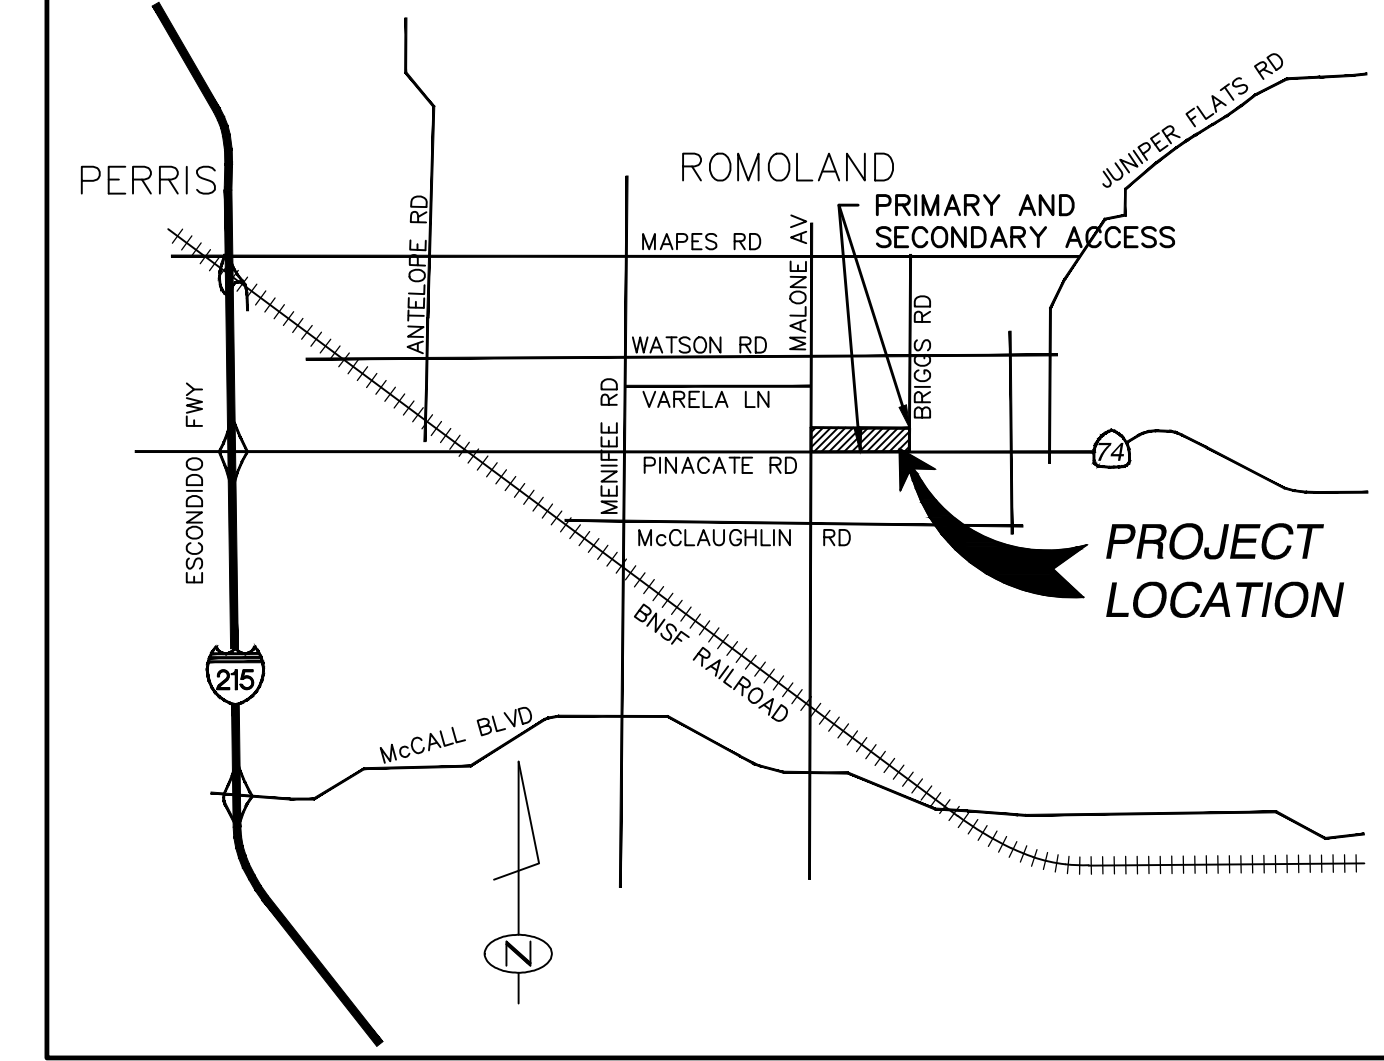 JUNIPER FLATS RD
PERRIS
ROMOLAND
PRIMARY AND
SECONDARY ACCESS
ANTELOPE RD
MAPES RD
MALONE AV
BRIGGS RD
WATSON RD
VARELA LN
MENIFEE RD
ESCONDIDO FWY
PINACATE RD
74
McCLAUGHLIN RD
PROJECT
LOCATION
BNSF RAILROAD
215
McCALL BLVD
N